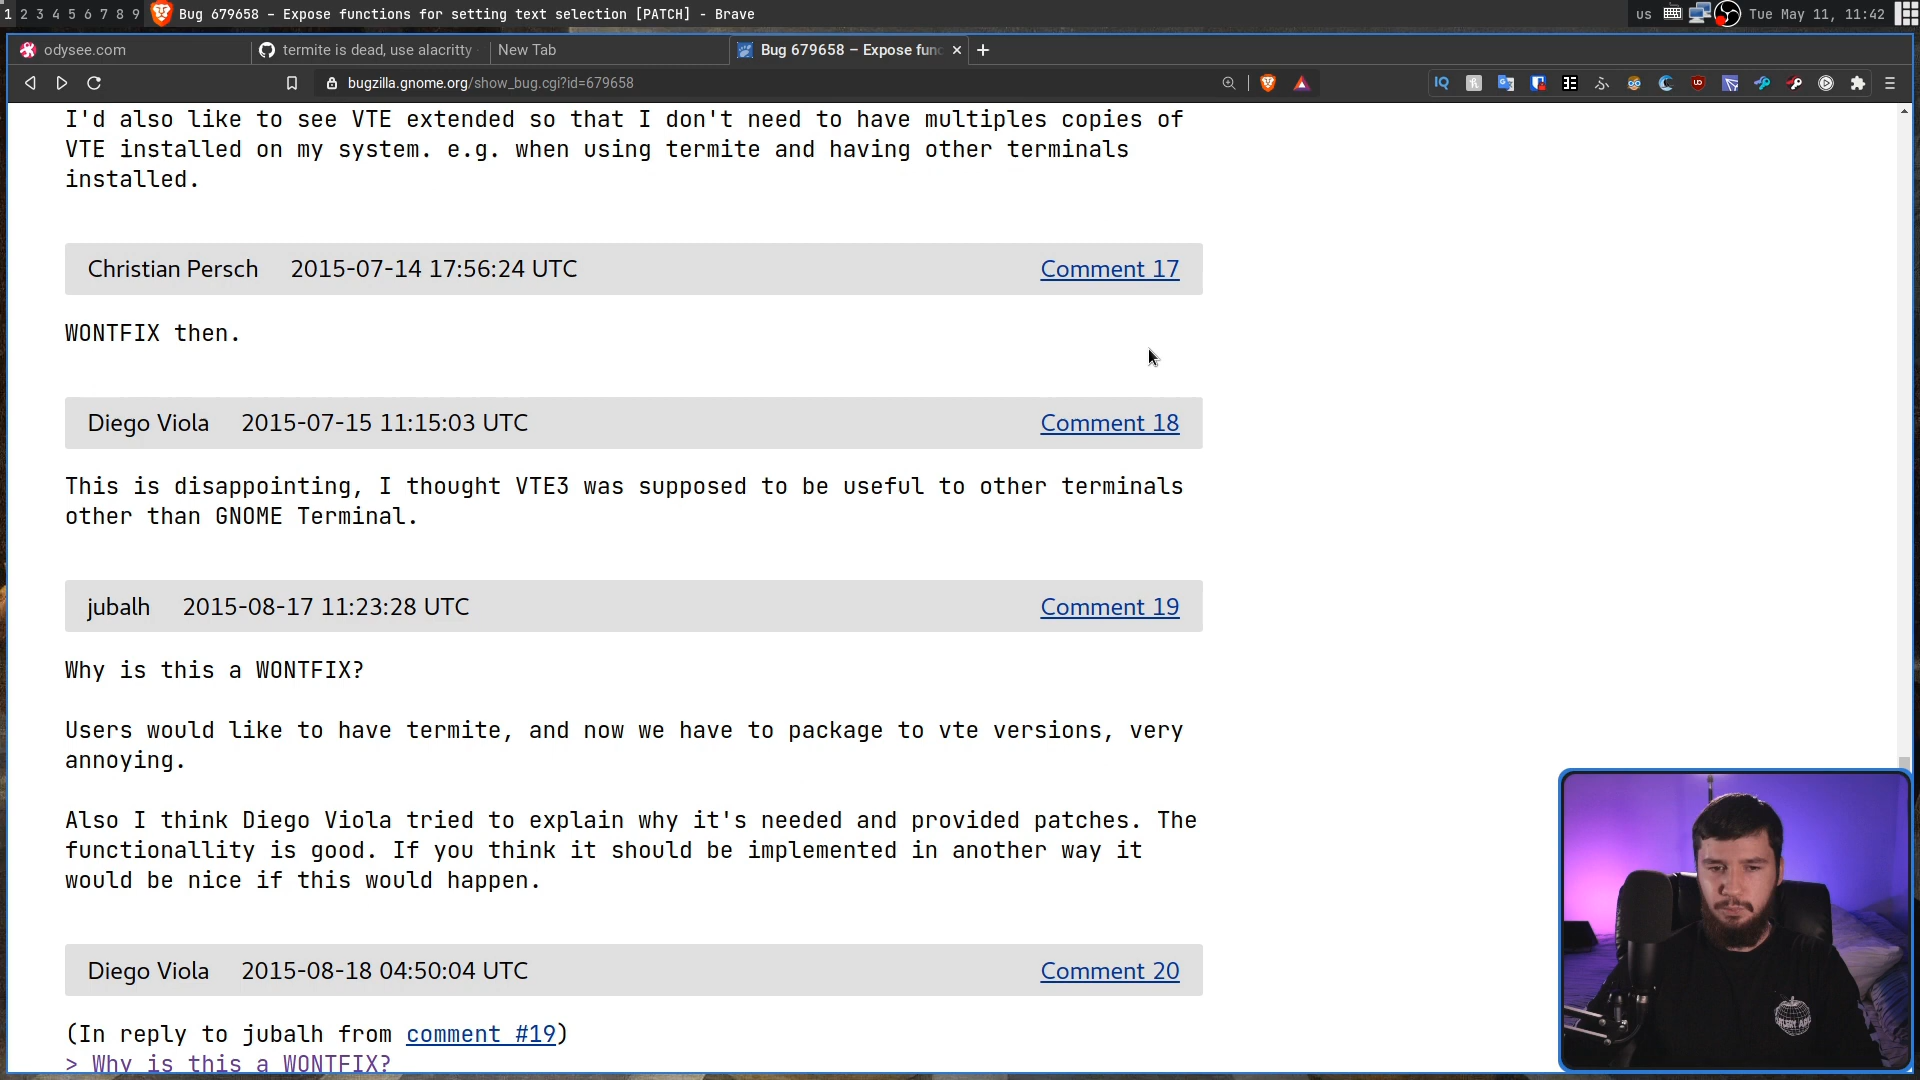 1 2 3 4 5 6 7 8 9 Bug 679658 – Expose functions for setting text selection [PATCH] - Brave
us Tue May 11, 11:42
odysee.com
termite is dead, use alacritty
New Tab
Bug 679658 – Expose func
bugzilla.gnome.org/show_bug.cgi?id=679658
IQ
I'd also like to see VTE extended so that I don't need to have multiples copies of
VTE installed on my system. e.g. when using termite and having other terminals
installed.
Christian Persch 2015-07-14 17:56:24 UTC Comment 17
WONTFIX then.
Diego Viola 2015-07-15 11:15:03 UTC Comment 18
This is disappointing, I thought VTE3 was supposed to be useful to other terminals
other than GNOME Terminal.
jubalh 2015-08-17 11:23:28 UTC Comment 19
Why is this a WONTFIX?
Users would like to have termite, and now we have to package to vte versions, very
annoying.
Also I think Diego Viola tried to explain why it's needed and provided patches. The
functionallity is good. If you think it should be implemented in another way it
would be nice if this would happen.
Diego Viola 2015-08-18 04:50:04 UTC Comment 20
(In reply to jubalh from comment #19)
> Why is this a WONTFIX?